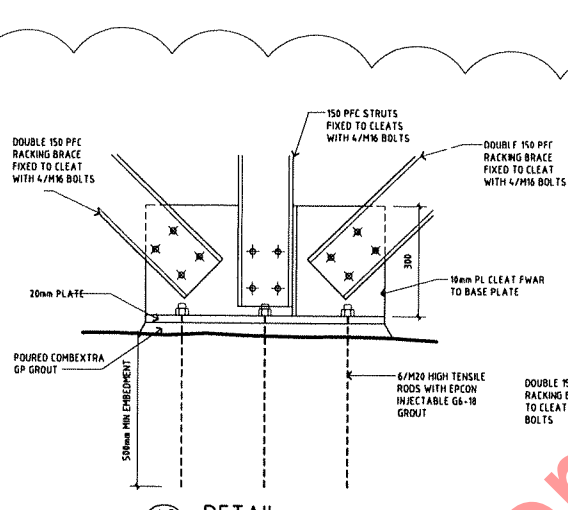 150 PFC STRUTS
FIXED TO CLEATS
WITH 4/M16 BOLTS
DOUBLE 150 PFC
RACKING BRACE
FIXED TO CLEAT
WITH 4/M16 BOLTS
DOUBLE 150 PFC
RACKING BRACE
FIXED TO CLEAT
WITH 4/M16 BOLTS
300
10mm PL CLEAT FWAR
TO BASE PLATE
20mm PLATE
POURED COMBEXTRA
GP GROUT
500mm MIN EMBEDMENT
6/M20 HIGH TENSILE
RODS WITH EPCON
INJECTABLE G6-18
GROUT
DOUBLE 15
RACKING B
TO CLEAT
BOLTS
DETAIL